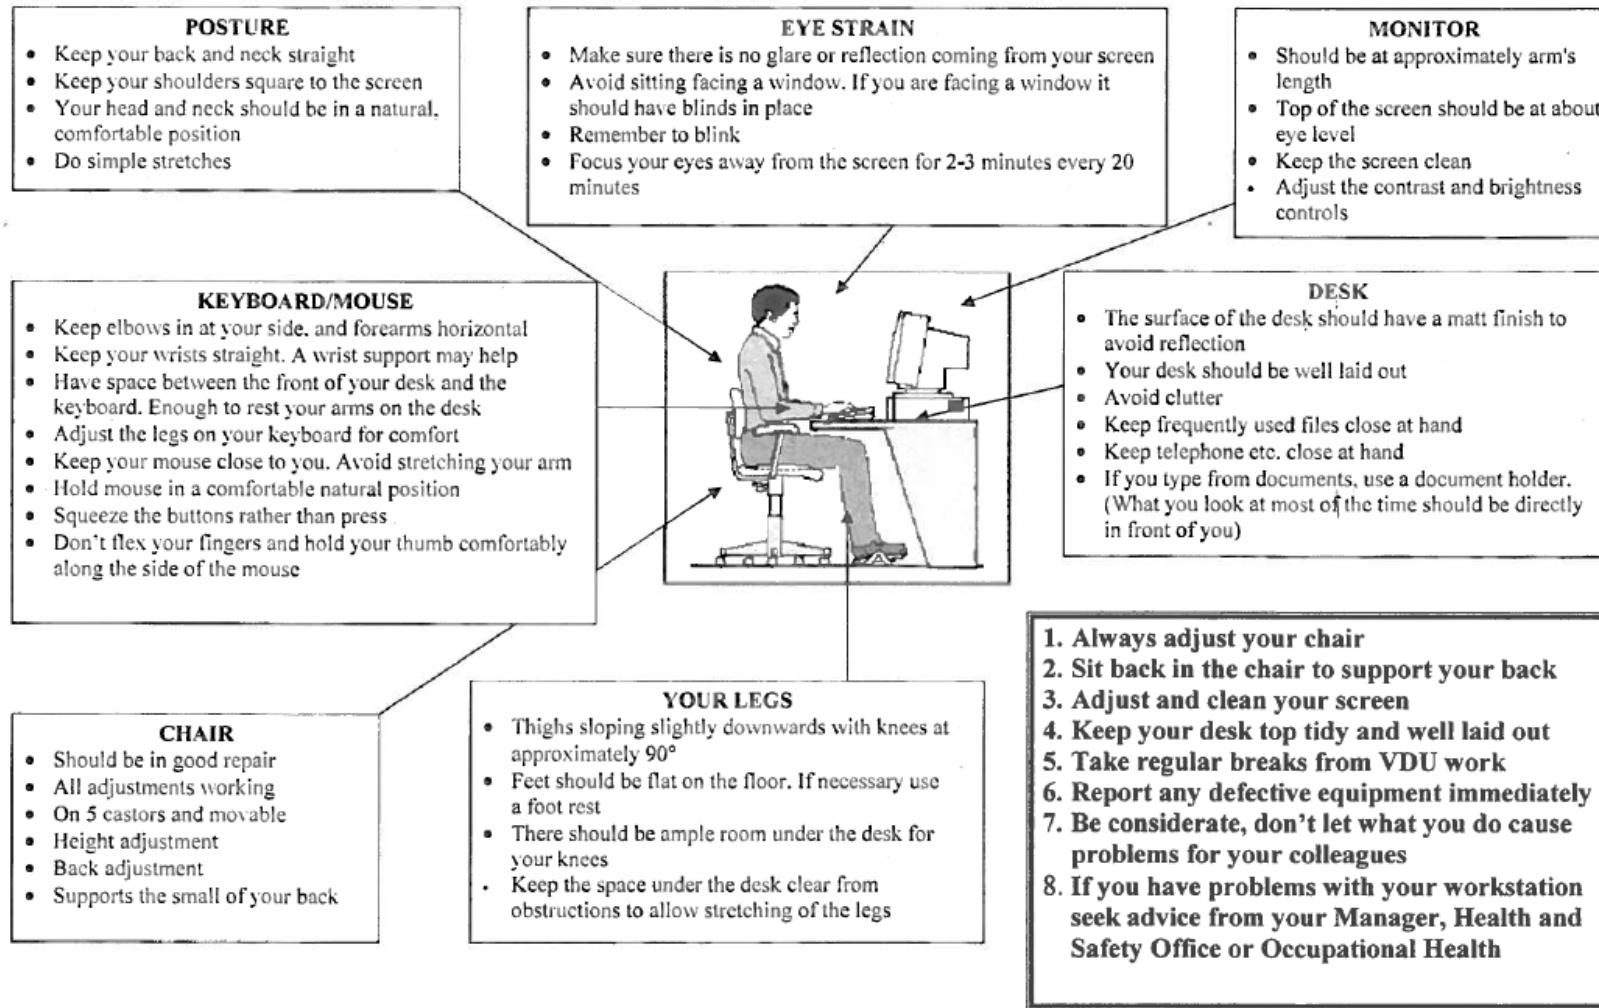 POSTURE
• Keep your back and neck straight
• Keep your shoulders square to the screen
• Your head and neck should be in a natural, comfortable position
• Do simple stretches
EYE STRAIN
• Make sure there is no glare or reflection coming from your screen
• Avoid sitting facing a window. If you are facing a window it
should have blinds in place
• Remember to blink
• Focus your eyes away from the screen for 2-3 minutes every 20
minutes
MONITOR
• Should be at approximately arm's
length
• Top of the screen should be at about
eye level
• Keep the screen clean
• Adjust the contrast and brightness
controls
KEYBOARD/MOUSE
• Keep elbows in at your side, and forearms horizontal
• Keep your wrists straight. A wrist support may help
• Have space between the front of your desk and the
keyboard. Enough to rest your arms on the desk
• Adjust the legs on your keyboard for comfort
• Keep your mouse close to you. Avoid stretching your arm
• Hold mouse in a comfortable natural position
• Squeeze the buttons rather than press
• Don't flex your fingers and hold your thumb comfortably
along the side of the mouse
DESK
• The surface of the desk should have a matt finish to
avoid reflection
• Your desk should be well laid out
• Avoid clutter
• Keep frequently used files close at hand
• Keep telephone etc. close at hand
• If you type from documents, use a document holder.
(What you look at most of the time should be directly
in front of you)
CHAIR
• Should be in good repair
• All adjustments working
• On 5 castors and movable
• Height adjustment
• Back adjustment
• Supports the small of your back
YOUR LEGS
• Thighs sloping slightly downwards with knees at
approximately 90°
• Feet should be flat on the floor. If necessary use
a foot rest
• There should be ample room under the desk for
your knees
• Keep the space under the desk clear from
obstructions to allow stretching of the legs
1. Always adjust your chair
2. Sit back in the chair to support your back
3. Adjust and clean your screen
4. Keep your desk top tidy and well laid out
5. Take regular breaks from VDU work
6. Report any defective equipment immediately
7. Be considerate, don't let what you do cause
problems for your colleagues
8. If you have problems with your workstation
seek advice from your Manager, Health and
Safety Office or Occupational Health